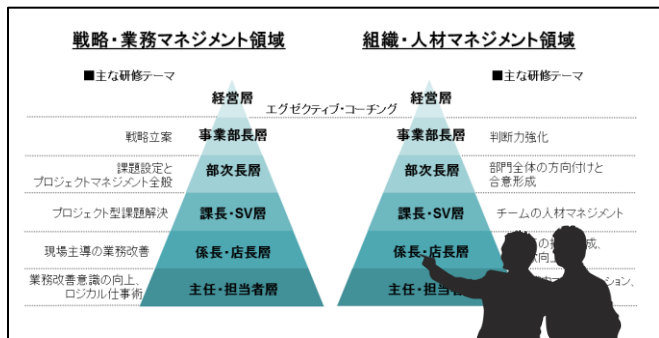 戦略・業務マネジメント領域
組織・人材マネジメント領域
■主な研修テーマ
■主な研修テーマ
経営層
エグゼクティブ・コーチング
経営層
戦略立案
事業部長層
事業部長層
判断力強化
課題設定と
プロジェクトマネジメント全般
部次長層
部次長層
部門全体の方向付けと
合意形成
プロジェクト型課題解決
課長・SV層
課長・SV層
チームの人材マネジメント
現場主導の業務改善
係長・店長層
係長・店長層
成、
向上
業務改善意識の向上、
ロジカル仕事術
主任・担当者層
主任・担当
ション、